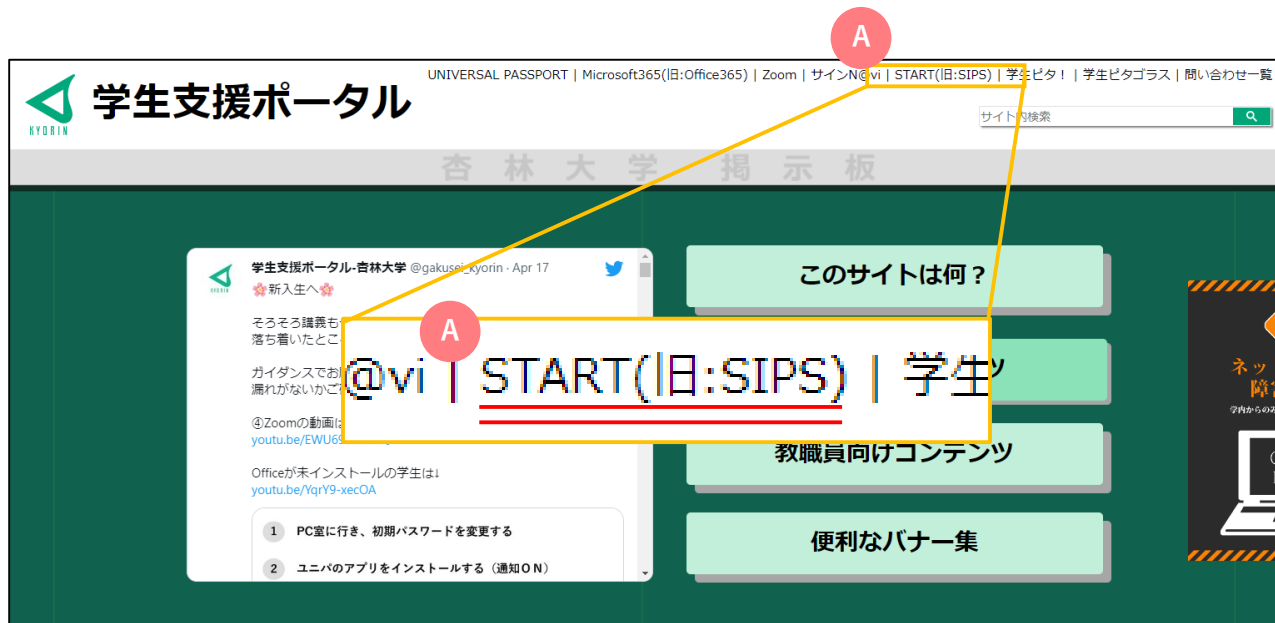 A
UNIVERSAL PASSPORT | Microsoft365(旧:Office365) | Zoom | サインN@vi | START(旧:SIPS) | 学生ピタ！ | 学生ピタゴラス | 問い合わせ一覧
KYORIN
学生支援ポータル
サイト内検索
杏林大学 掲示板
学生支援ポータル-杏林大学 @gakusei_kyorin · Apr 17
🌸新入生へ🌸
そろそろ講義も
落ち着いたとこ
ガイダンスでお
漏れがないかご
④Zoomの動画は
youtu.be/EWU69
Officeが未インストールの学生は↓
youtu.be/YqrY9-xecOA
1 PC室に行き、初期パスワードを変更する
2 ユニパのアプリをインストールする（通知ＯＮ）
このサイトは何？
ツ
教職員向けコンテンツ
便利なバナー集
A
@vi | START(旧:SIPS) | 学生
ネッ
障
学内からのみ